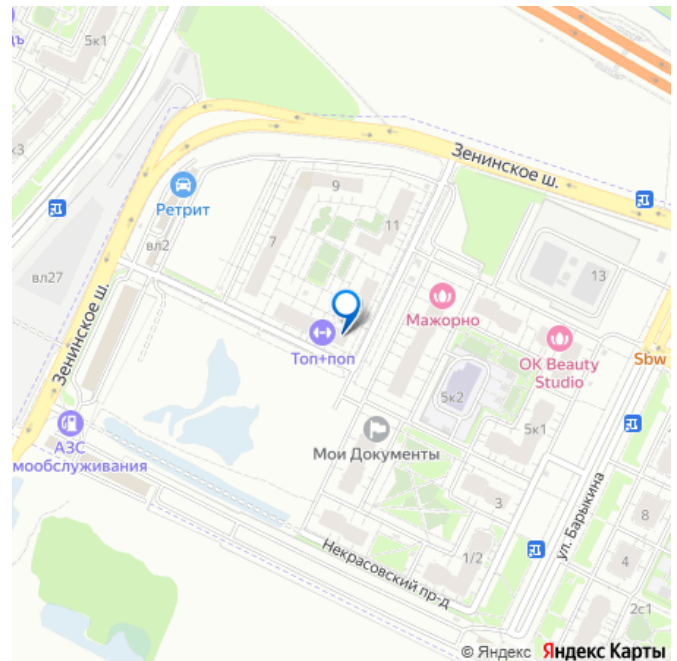 дъ
5к1
к3
Зенинское ш.
9
Ретрит
11
7
вл2
13
вл27
Мажорно
Зенинское ш.
Топ+поп
OK Beauty
Studio
Sbw
5к2
АЗС
мообслуживания
Мои Документы
5к1
3
ул. Барыкина
8
Некрасовский пр-д
1/2
4
2с1
© Яндекс Яндекс Карты